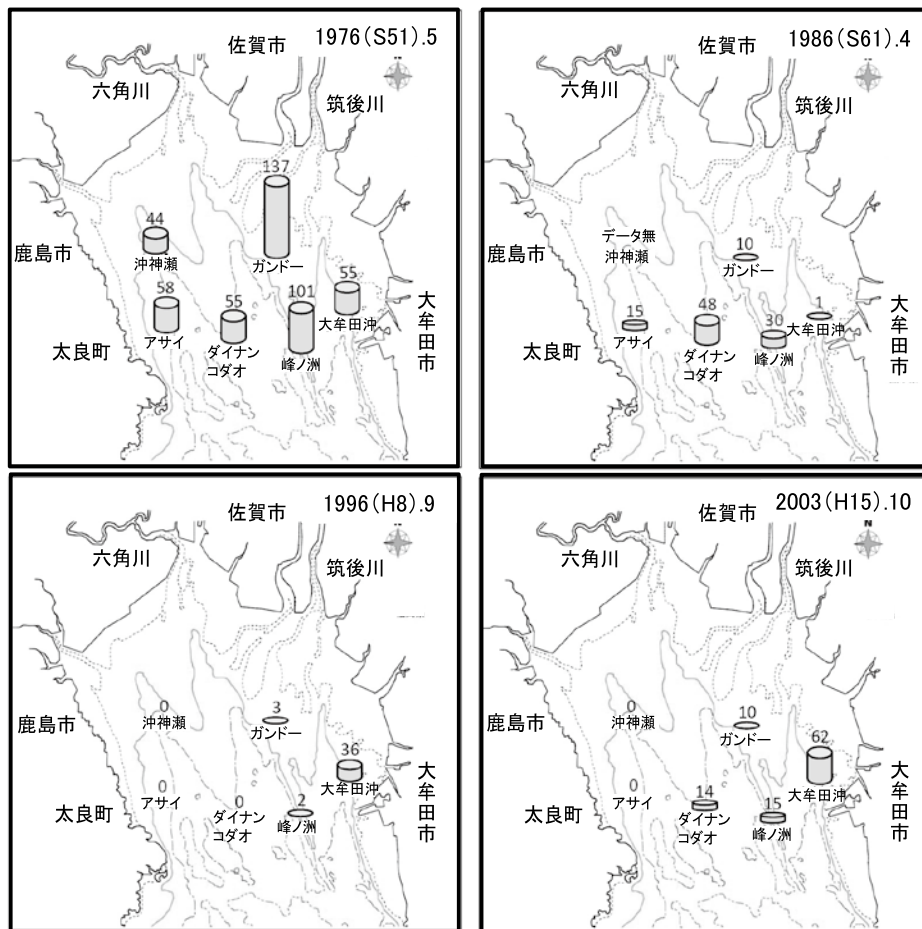 1976(S51).5
佐賀市
六角川
筑後川
137
44
沖神瀬
ガンドー
55
鹿島市
58
アサイ
55
ダイナン
コダオ
101
峰ノ洲
大牟田沖
大牟田市
太良町
1986(S61).4
佐賀市
六角川
筑後川
データ無
沖神瀬
10
ガンドー
鹿島市
15
アサイ
48
ダイナン
コダオ
30
峰ノ洲
1
大牟田沖
大牟田市
太良町
1996(H8).9
佐賀市
六角川
筑後川
0
沖神瀬
3
ガンドー
鹿島市
36
大牟田沖
0
アサイ
0
ダイナン
コダオ
2
峰ノ洲
大牟田市
太良町
2003(H15).10
佐賀市
N
六角川
筑後川
0
沖神瀬
10
ガンドー
鹿島市
62
大牟田沖
0
アサイ
14
ダイナン
コダオ
15
峰ノ洲
大牟田市
太良町